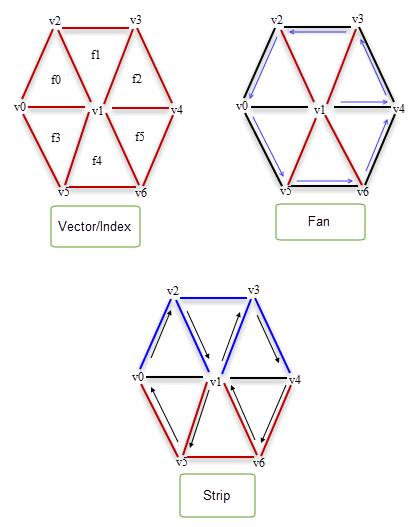 v2 v3
f1
f0 f2
v0 v1 v4
f3 f5
f4
v5 v6
Vector/Index
v2 v3
v0 v1 v4
v5 v6
Fan
v2 v3
v0 v1 v4
v5 v6
Strip